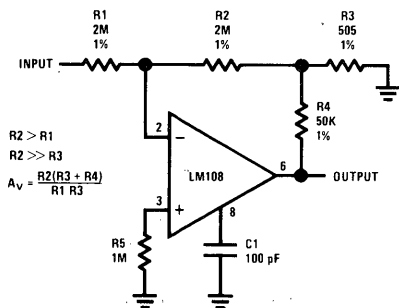 R1
2M
1%
R2
2M
1%
R3
505
1%
INPUT
R4
50K
1%
R2 > R1
R2 >> R3
Av = R2(R3 + R4)
R1 R3
2
−
LM108
6
OUTPUT
3
+
8
R5
1M
C1
100 pF